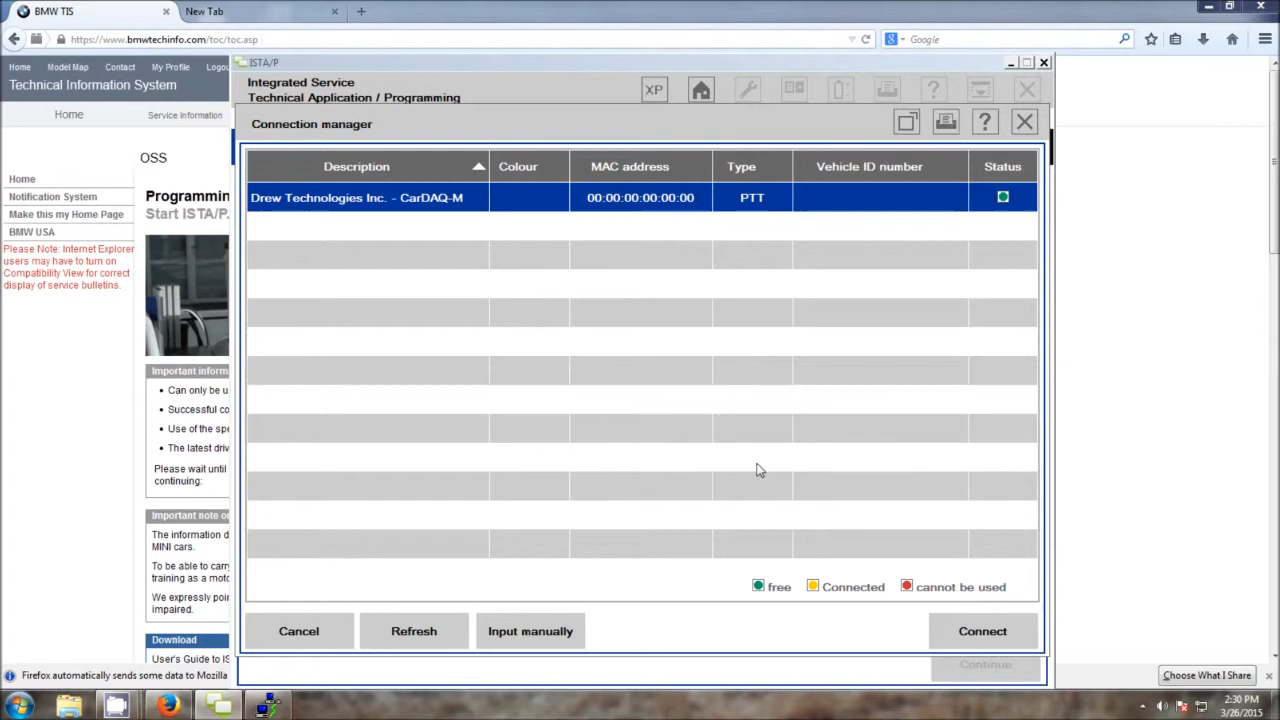 BMW TIS
New Tab
https://www.bmwtechinfo.com/toc/toc.asp
Google
Home Model Map Contact My Profile Logou
Technical Information System
Home Service Information
OSS
Home
Notification System
Make this my Home Page
BMW USA
Please Note: Internet Explorer
users may have to turn on
Compatibility View for correct
display of service bulletins.
Programmin
Start ISTA/P.
Important inform
Can only be u
Successful co
Use of the spe
The latest driv
Please wait until
continuing:
Important note on
The information d
MINI cars.
To be able to carry
training as a moto
We expressly poin
impaired.
Download
User's Guide to IS
ISTA/P
Integrated Service
Technical Application / Programming
XP
Connection manager
Description Colour MAC address Type Vehicle ID number Status
Drew Technologies Inc. - CarDAQ-M 00:00:00:00:00:00 PTT
free Connected cannot be used
Cancel Refresh Input manually Connect
Continue
Firefox automatically sends some data to Mozilla
Choose What I Share
2:30 PM
3/26/2015